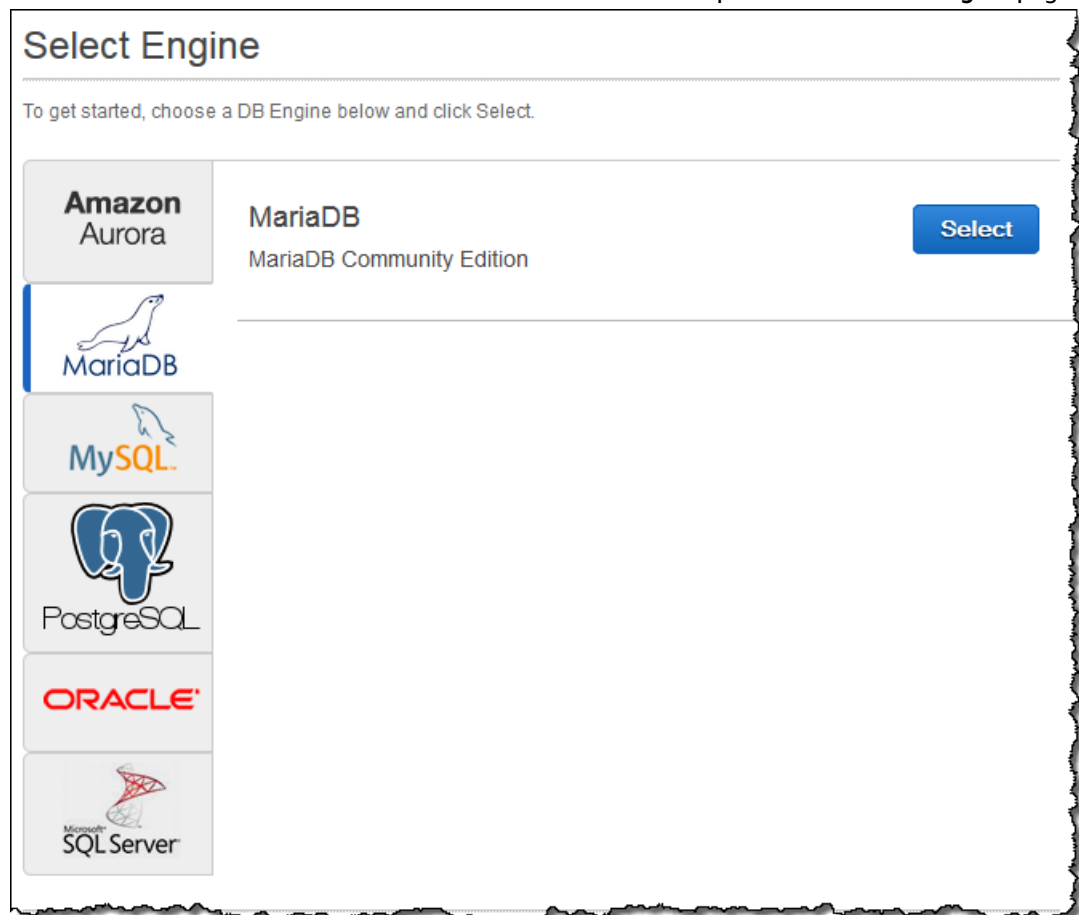 Select Engine
To get started, choose a DB Engine below and click Select.
Amazon
Aurora
MariaDB
MariaDB Community Edition
Select
MariaDB
MySQL™
PostgreSQL
ORACLE
Microsoft
SQL Server